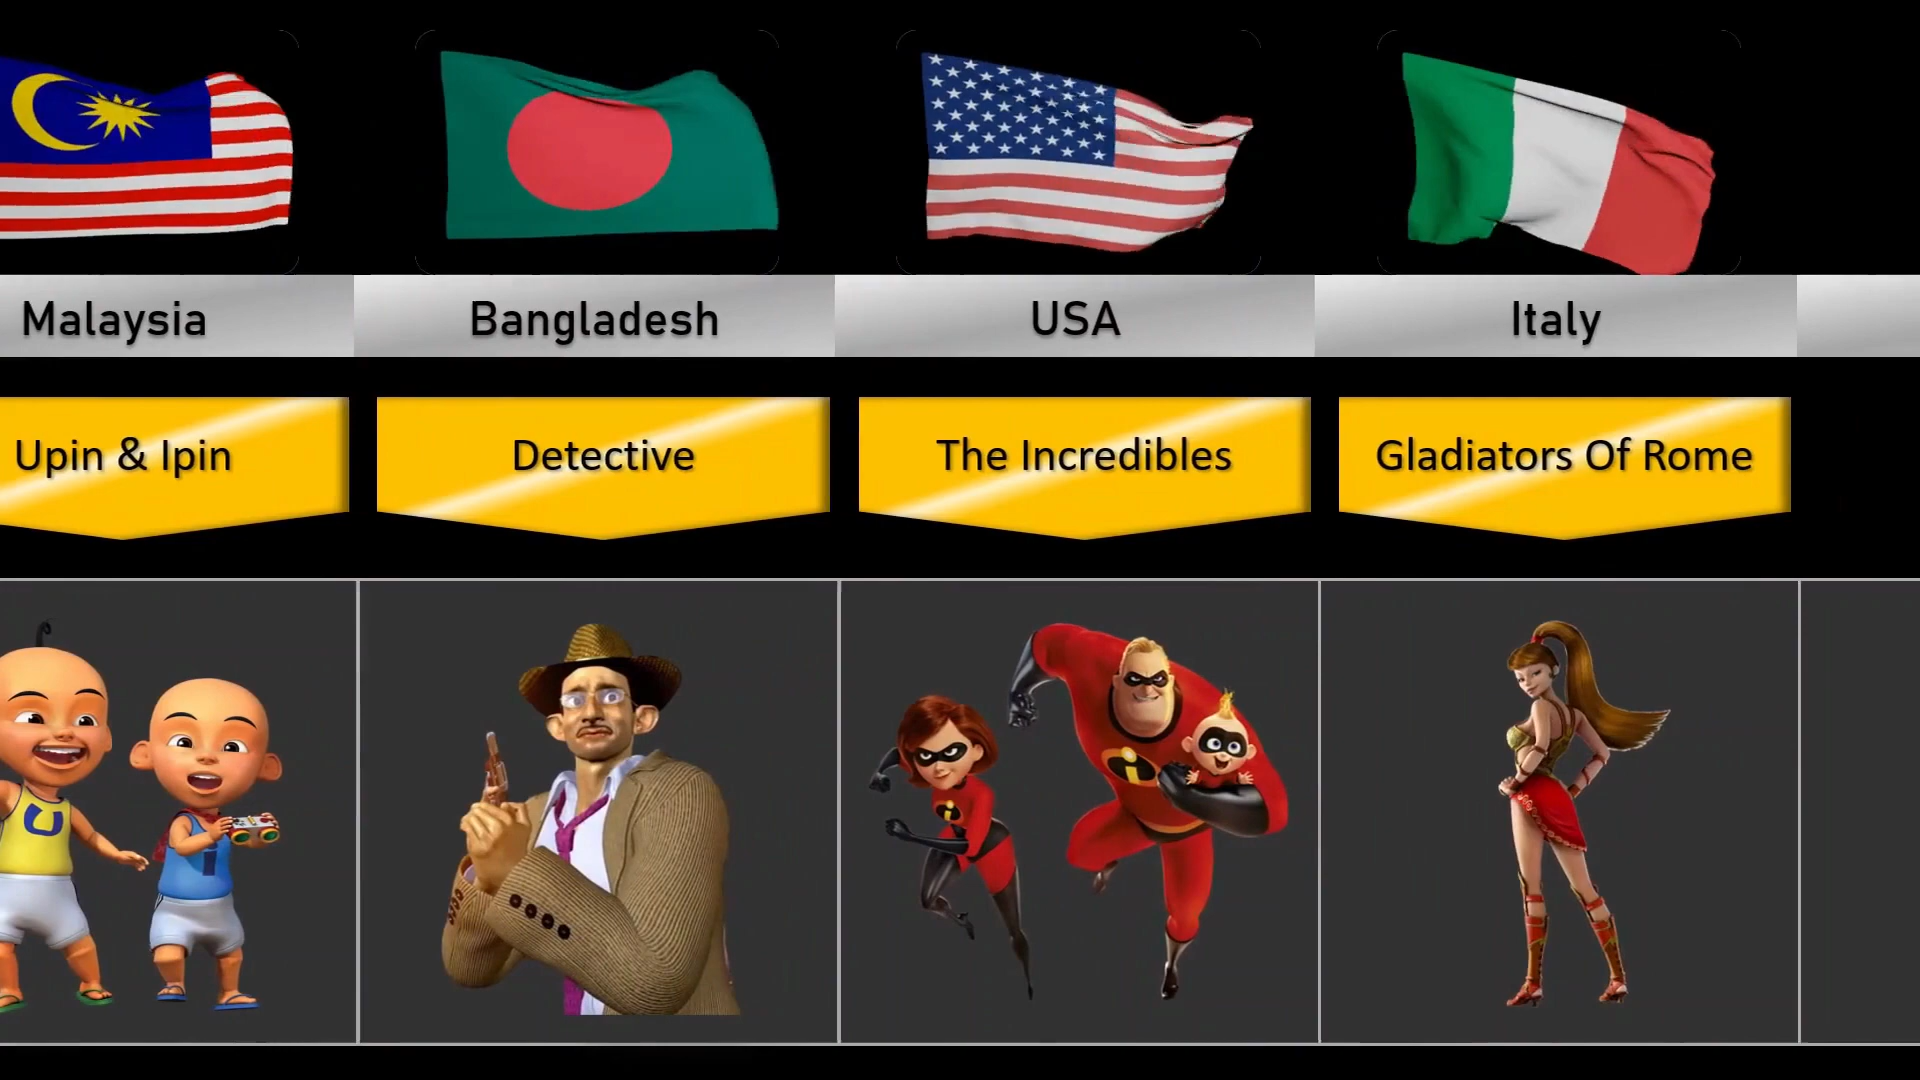 Malaysia
Bangladesh
USA
Italy
Upin & Ipin
Detective
The Incredibles
Gladiators Of Rome
U
i
i
i